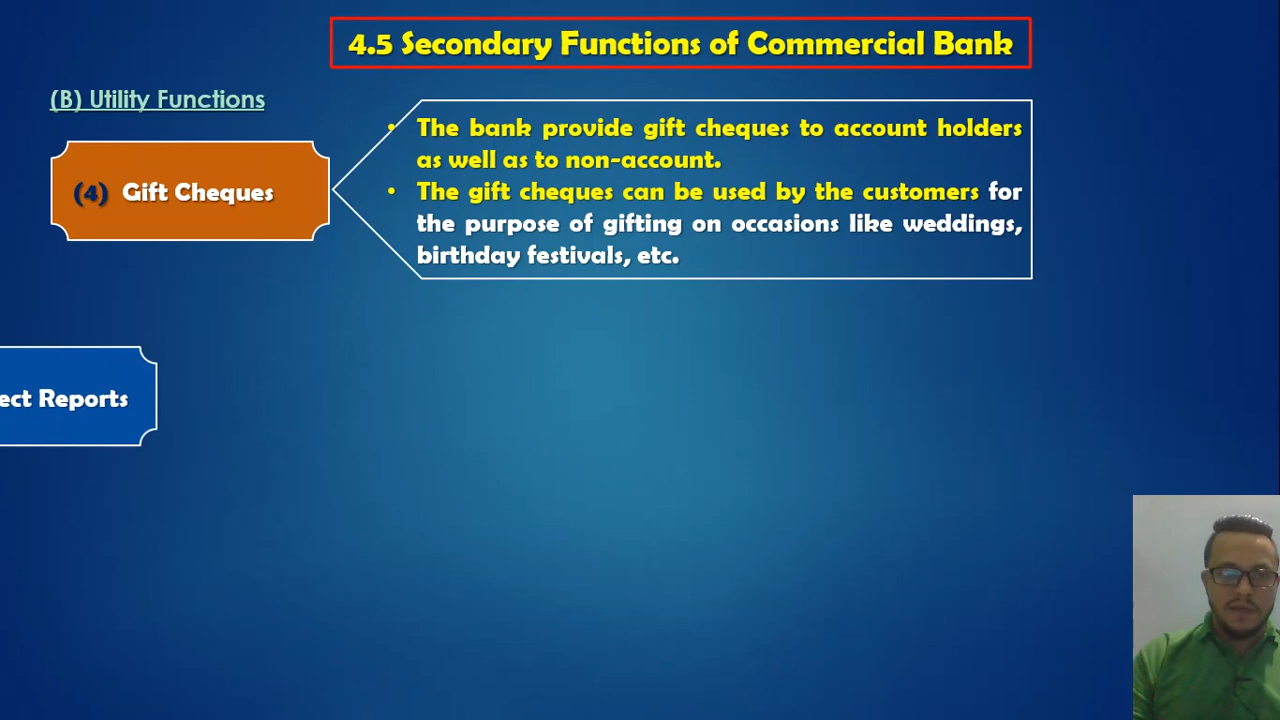 4.5 Secondary Functions of Commercial Bank
(B) Utility Functions
(4) Gift Cheques
• The bank provide gift cheques to account holders
as well as to non-account.
• The gift cheques can be used by the customers for
the purpose of gifting on occasions like weddings,
birthday festivals, etc.
ect Reports